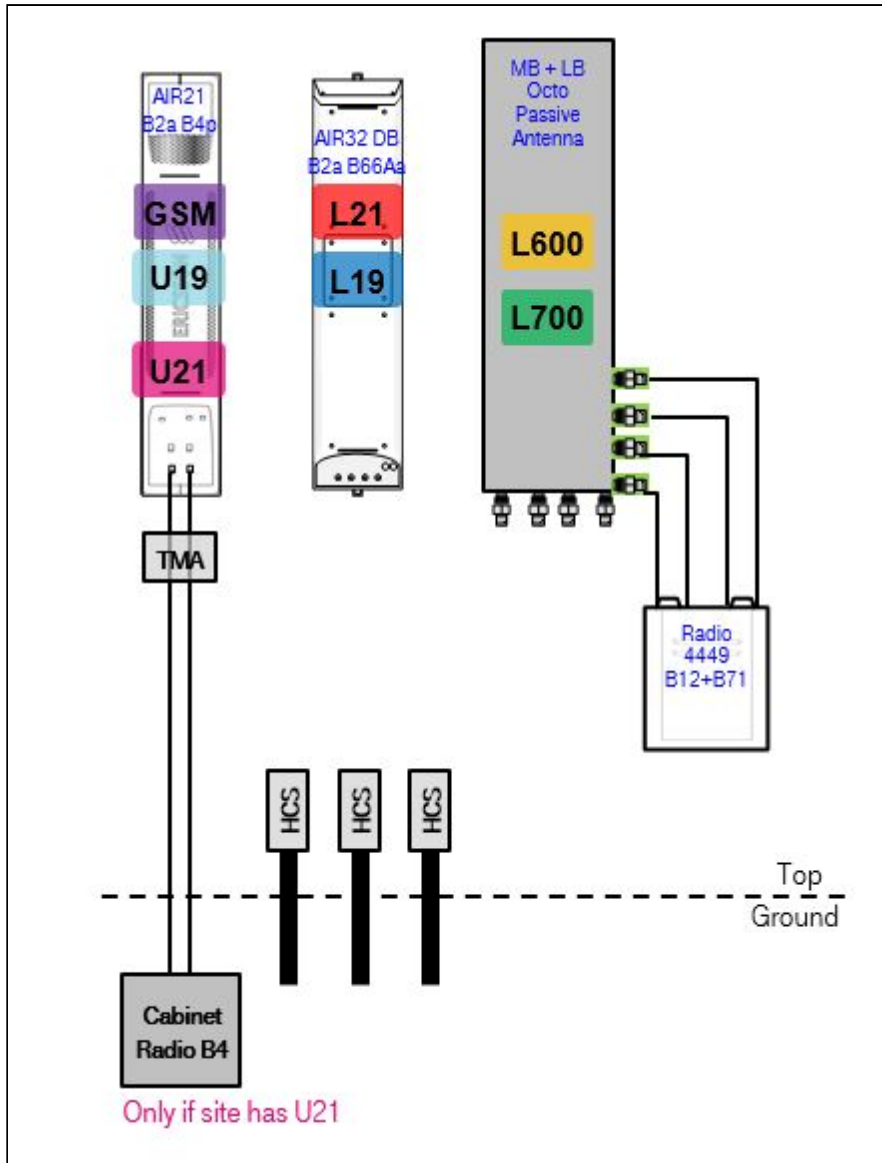 AIR21
B2a B4p
GSM
U19
ERICS
U21
TMA
AIR32 DB
B2a B66Aa
L21
L19
MB + LB
Octo
Passive
Antenna
L600
L700
Radio
4449
B12+B71
HCS
HCS
HCS
Top
Ground
Cabinet
Radio B4
Only if site has U21